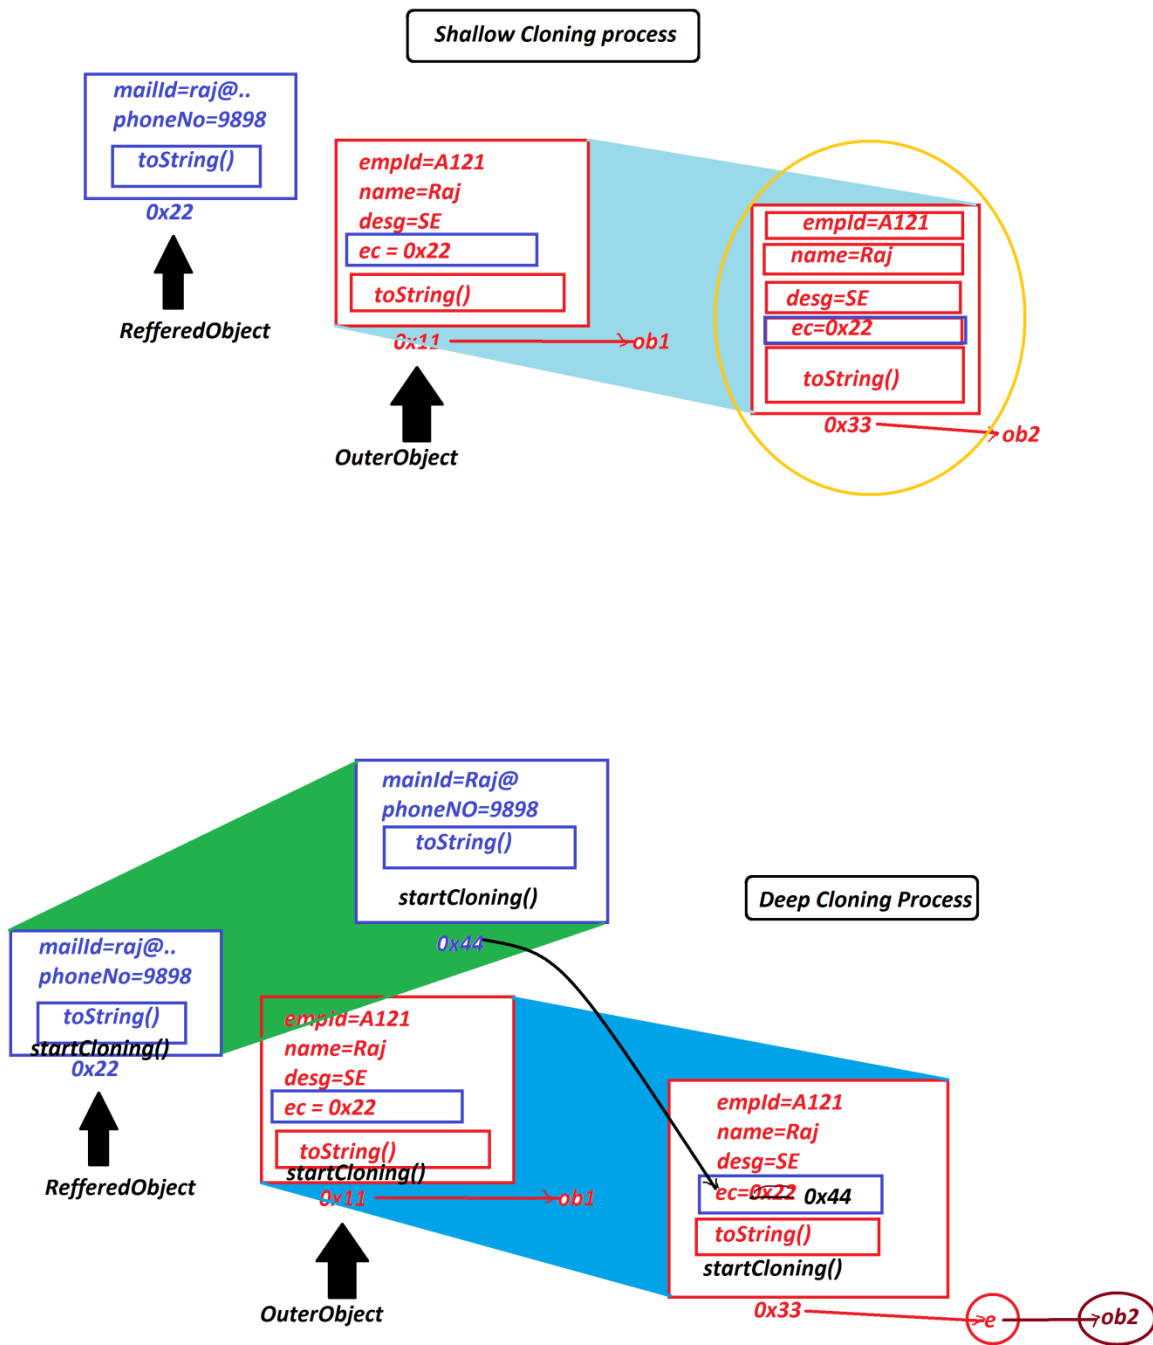 Shallow Cloning process
mailId=raj@..
phoneNo=9898
toString()
0x22
RefferedObject
empId=A121
name=Raj
desg=SE
ec = 0x22
toString()
0x11
ob1
OuterObject
empId=A121
name=Raj
desg=SE
ec=0x22
toString()
0x33
ob2
mainId=Raj@
phoneNO=9898
toString()
startCloning()
0x44
Deep Cloning Process
mailId=raj@..
phoneNo=9898
toString()
startCloning()
0x22
RefferedObject
empId=A121
name=Raj
desg=SE
ec = 0x22
toString()
startCloning()
0x11
ob1
OuterObject
empId=A121
name=Raj
desg=SE
ec=0x22 0x44
toString()
startCloning()
0x33
e
ob2